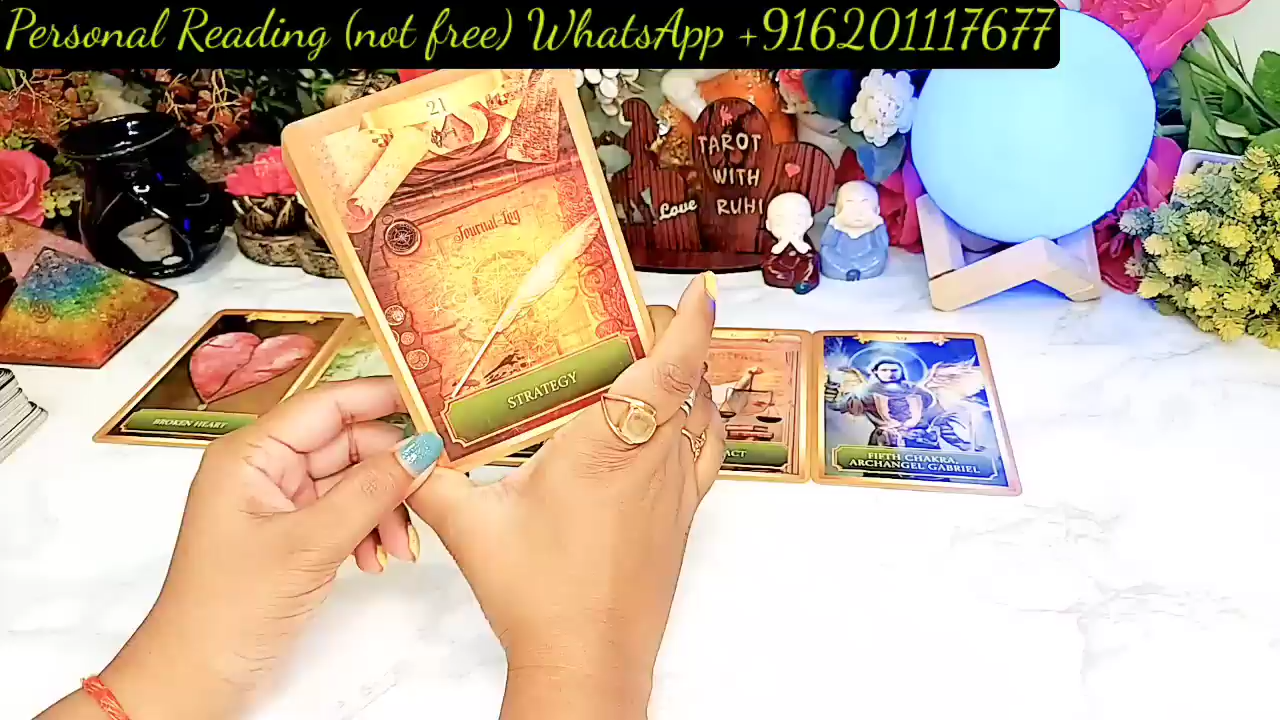 Personal Reading (not free) WhatsApp +916201117677
21
Journal Log
STRATEGY
TAROT
WITH
Love RUHI
BROKEN HEART
ACT
FIFTH CHAKRA,
ARCHANGEL GABRIEL